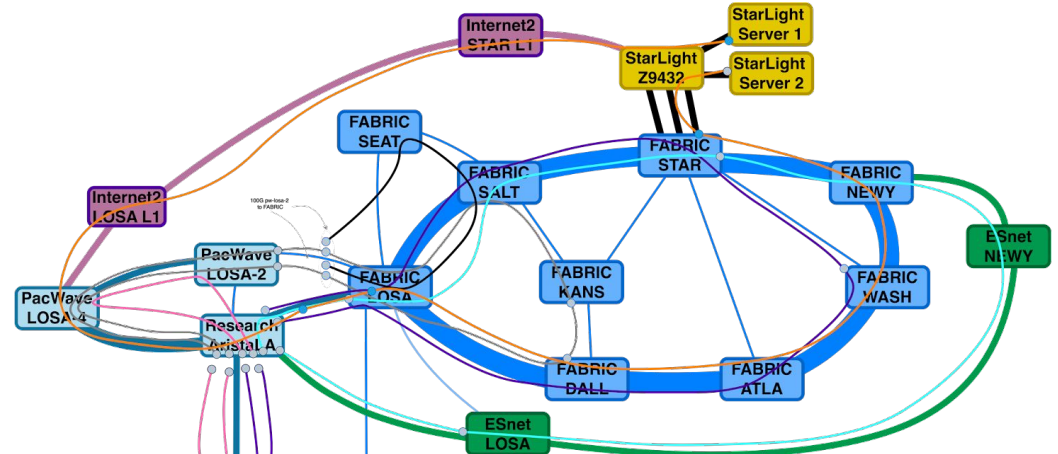 Internet2
STAR L1
StarLight
Server 1
StarLight
Z9432
StarLight
Server 2
FABRIC
SEAT
FABRIC
STAR
FABRIC
SALT
FABRIC
NEWY
Internet2
LOSA L1
100G pw-losa-2
to FABRIC
ESnet
NEWY
PacWave
LOSA-2
FABRIC
LOSA
FABRIC
KANS
FABRIC
WASH
PacWave
LOSA-4
Research
AristaLA
FABRIC
DALL
FABRIC
ATLA
ESnet
LOSA